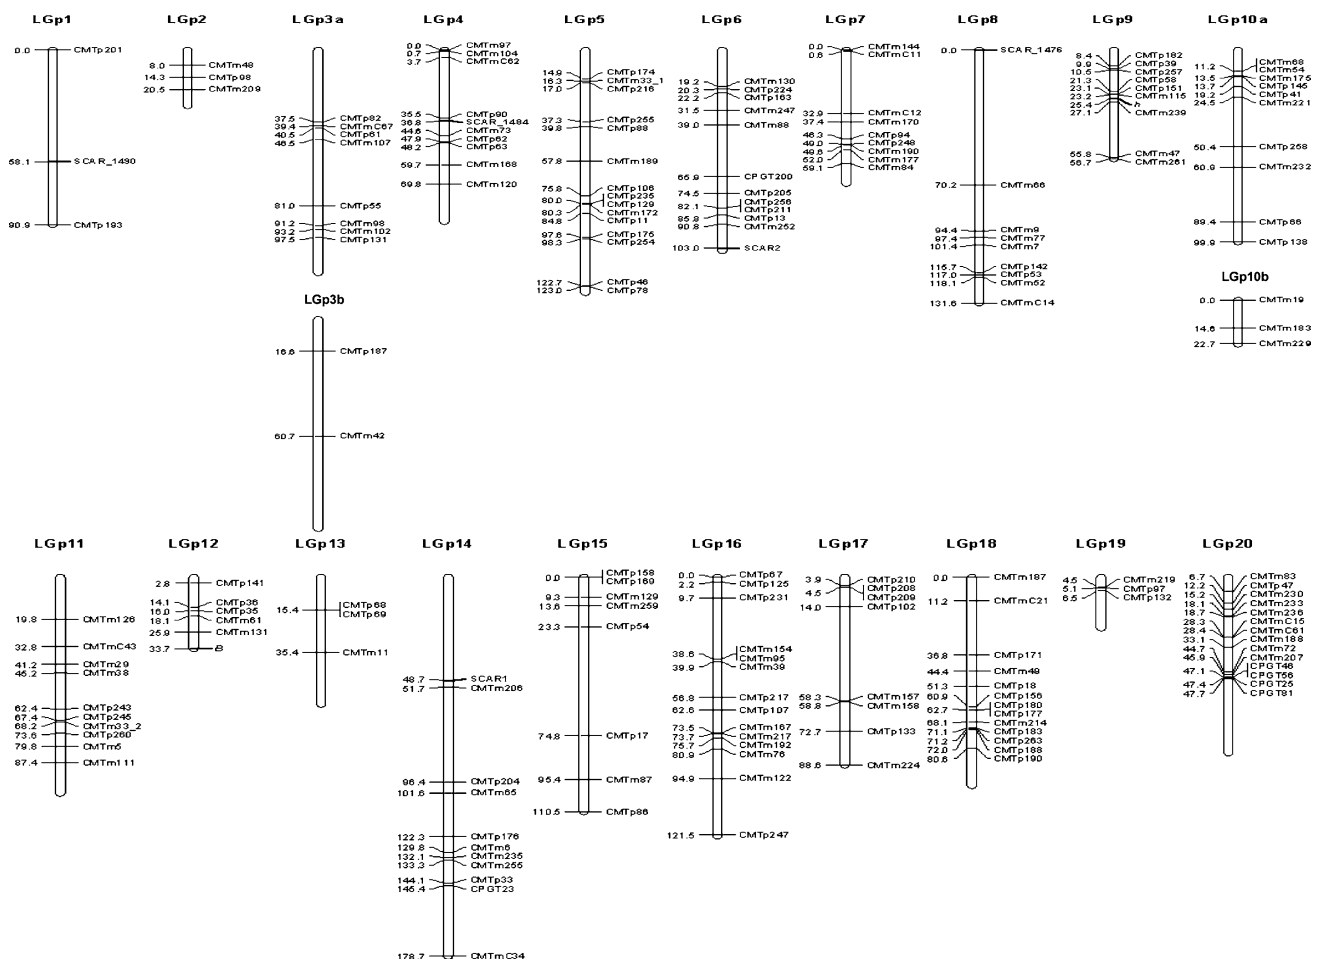 LGp1
0.0 CMTp201
58.1 SCAR_1490
90.9 CMTp193
LGp2
8.0 CMTm48
14.3 CMTp98
20.5 CMTm209
LGp3a
37.5 CMTp82
39.4 CMTmC67
40.5 CMTp61
46.5 CMTm107
81.0 CMTp55
91.2 CMTm98
93.2 CMTm102
97.5 CMTp131
LGp3b
16.6 CMTp187
60.7 CMTm42
LGp4
0.0 CMTm97
0.7 CMTm104
3.7 CMTmC62
35.5 CMTp90
36.8 SCAR_1484
44.6 CMTm73
47.9 CMTp62
48.2 CMTp63
59.7 CMTm168
69.8 CMTm120
LGp5
14.9 CMTp174
16.3 CMTm33_1
17.0 CMTp216
37.3 CMTp255
39.8 CMTp88
57.8 CMTm189
75.8 CMTp106
80.0 CMTp235
CMTp129
80.3 CMTm172
84.8 CMTp11
97.6 CMTp175
98.3 CMTp254
122.7 CMTp46
123.0 CMTp78
LGp6
19.2 CMTm130
20.3 CMTp224
22.2 CMTp163
31.5 CMTm247
39.0 CMTm88
65.9 CPGT200
74.5 CMTp205
82.1 CMTp256
CMTp211
85.8 CMTp13
90.8 CMTm252
103.0 SCAR2
LGp7
0.0 CMTm144
0.6 CMTmC11
32.9 CMTmC12
37.4 CMTm170
46.3 CMTp94
49.0 CMTp248
49.6 CMTm190
52.0 CMTm177
59.1 CMTm84
LGp8
0.0 SCAR_1476
70.2 CMTm66
94.4 CMTm9
97.4 CMTm77
101.4 CMTm7
115.7 CMTp142
117.0 CMTp53
118.1 CMTm52
131.6 CMTmC14
LGp9
8.4 CMTp182
9.9 CMTp39
10.5 CMTp257
21.3 CMTp58
23.1 CMTp151
23.2 CMTm115
25.4 h
27.1 CMTm239
55.8 CMTm47
56.7 CMTm261
LGp10a
11.2 CMTm68
CMTm54
13.5 CMTm175
13.7 CMTp145
19.2 CMTp41
24.5 CMTm221
50.4 CMTp258
60.9 CMTm232
89.4 CMTp66
99.9 CMTp138
LGp10b
0.0 CMTm19
14.6 CMTm183
22.7 CMTm229
LGp11
19.8 CMTm126
32.8 CMTmC43
41.2 CMTm29
45.2 CMTm38
62.4 CMTp243
67.4 CMTp245
68.2 CMTm33_2
73.6 CMTp260
79.8 CMTm5
87.4 CMTm111
LGp12
2.8 CMTp141
14.1 CMTp36
16.0 CMTp35
18.1 CMTm61
25.9 CMTm131
33.7 B
LGp13
15.4 CMTp68
CMTp69
35.4 CMTm11
LGp14
48.7 SCAR1
51.7 CMTm206
96.4 CMTp204
101.6 CMTm65
122.3 CMTp176
129.8 CMTm6
132.1 CMTm235
133.3 CMTm255
144.1 CMTp33
145.4 CPGT23
178.7 CMTmC34
LGp15
0.0 CMTp158
CMTp169
9.3 CMTm129
13.6 CMTm259
23.3 CMTp54
74.8 CMTp17
95.4 CMTm87
110.5 CMTp86
LGp16
0.0 CMTp67
2.2 CMTp125
9.7 CMTp231
38.6 CMTm154
CMTm95
39.9 CMTm39
56.8 CMTp217
62.6 CMTp107
73.5 CMTm167
73.7 CMTm217
75.7 CMTm192
80.9 CMTm76
94.9 CMTm122
121.5 CMTp247
LGp17
3.9 CMTp210
4.5 CMTp208
CMTp209
14.0 CMTp102
58.3 CMTm157
58.8 CMTm158
72.7 CMTp133
88.6 CMTm224
LGp18
0.0 CMTm187
11.2 CMTmC21
36.8 CMTp171
44.4 CMTm49
51.3 CMTp18
60.9 CMTp156
62.7 CMTp180
CMTp177
68.1 CMTm214
71.1 CMTp183
71.2 CMTp263
72.0 CMTp188
80.6 CMTp190
LGp19
4.5 CMTm219
5.1 CMTp97
6.5 CMTp132
LGp20
6.7 CMTm83
12.2 CMTp47
15.2 CMTm230
18.1 CMTm233
18.7 CMTm236
28.3 CMTmC15
28.4 CMTmC61
33.1 CMTm188
44.7 CMTm72
45.9 CMTm207
47.1 CPGT46
CPGT56
47.4 CPGT25
47.7 CPGT81